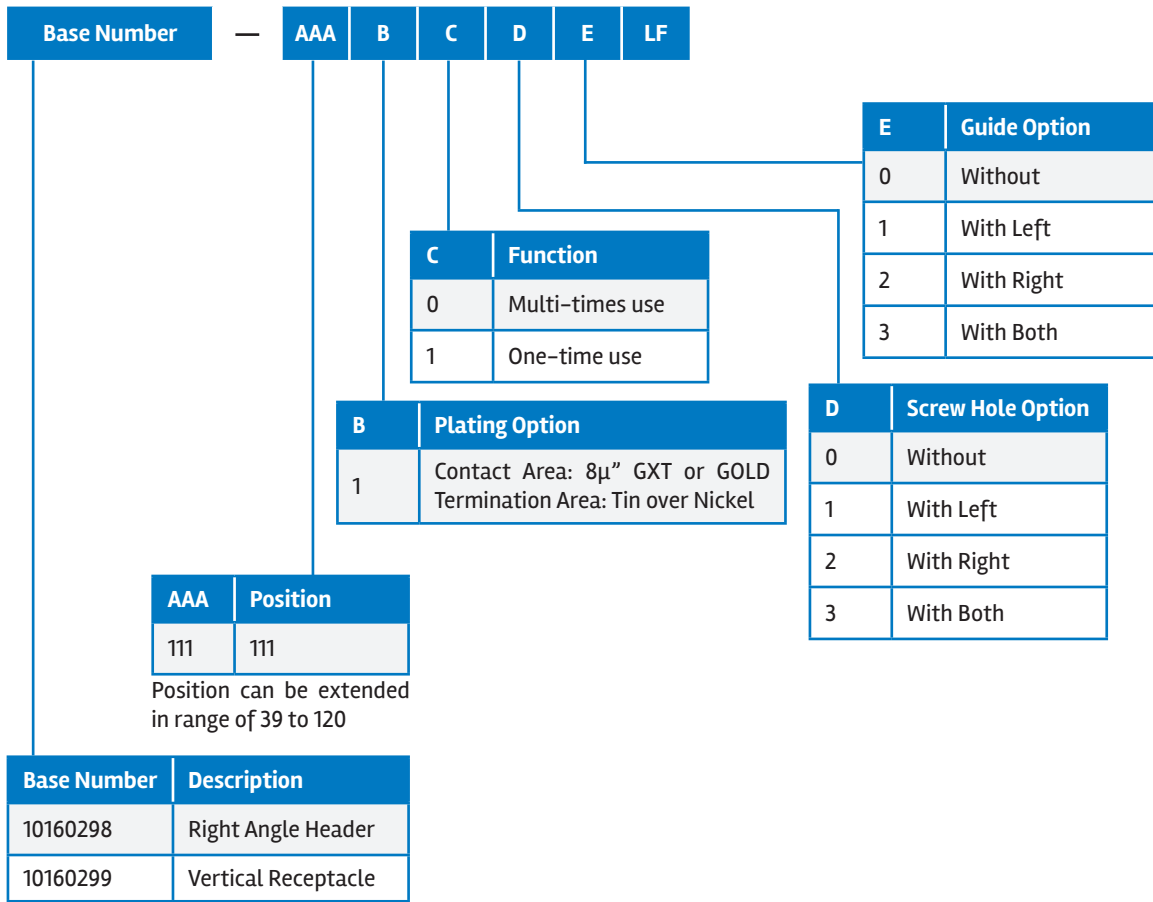 Base Number — AAA B C D E LF
E Guide Option
0 Without
1 With Left
2 With Right
3 With Both
C Function
0 Multi-times use
1 One-time use
D Screw Hole Option
0 Without
1 With Left
2 With Right
3 With Both
B Plating Option
1 Contact Area: 8µ” GXT or GOLD
Termination Area: Tin over Nickel
AAA Position
111 111
Position can be extended
in range of 39 to 120
Base Number Description
10160298 Right Angle Header
10160299 Vertical Receptacle